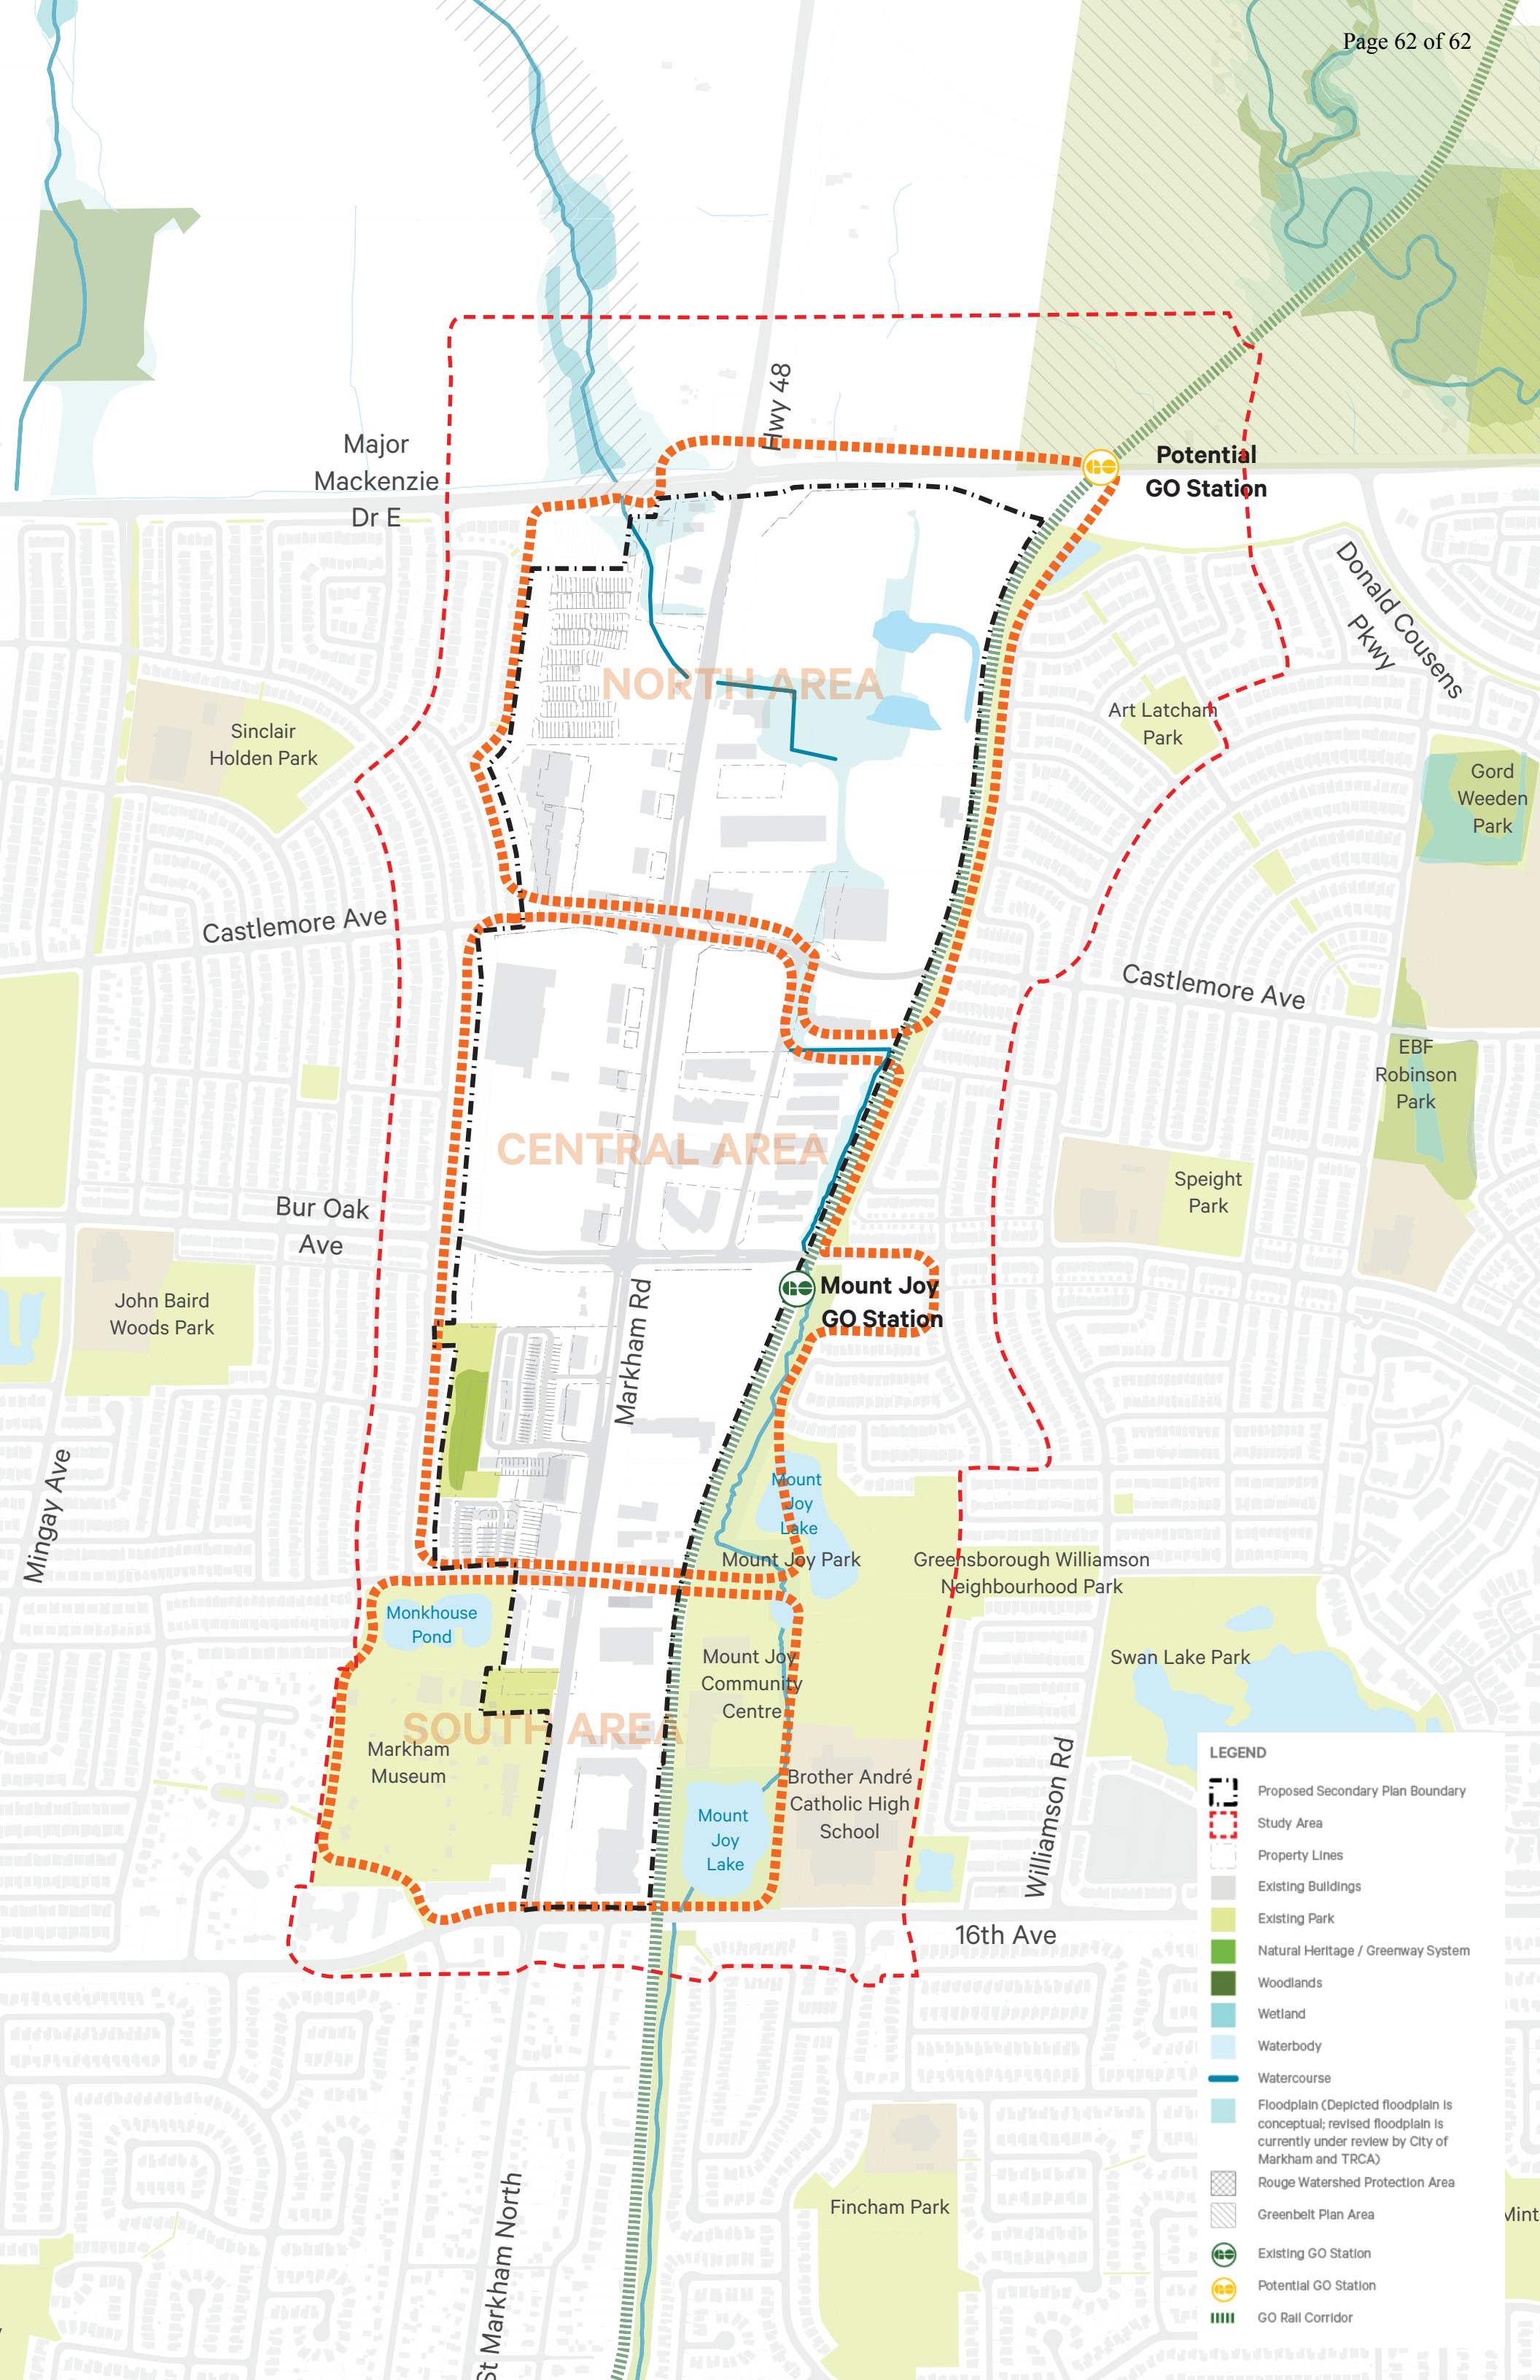 Page 62 of 62
Hwy 48
Major
Mackenzie
Dr E
Potential
GO Station
Donald Cousens
Pkwy
NORTH AREA
Art Latcham
Park
Sinclair
Holden Park
Gord
Weeden
Park
Castlemore Ave
Castlemore Ave
EBF
Robinson
Park
CENTRAL AREA
Speight
Park
Bur Oak
Ave
John Baird
Woods Park
Markham Rd
Mount Joy
GO Station
Mingay Ave
Mount
Joy
Lake
Mount Joy Park
Greensborough Williamson
Neighbourhood Park
Monkhouse
Pond
Mount Joy
Community
Centre
Swan Lake Park
SOUTH AREA
Markham
Museum
Brother André
Catholic High
School
Mount
Joy
Lake
Williamson Rd
16th Ave
St Markham North
Fincham Park
Mint
LEGEND
Proposed Secondary Plan Boundary
Study Area
Property Lines
Existing Buildings
Existing Park
Natural Heritage / Greenway System
Woodlands
Wetland
Waterbody
Watercourse
Floodplain (Depicted floodplain is
conceptual; revised floodplain is
currently under review by City of
Markham and TRCA)
Rouge Watershed Protection Area
Greenbelt Plan Area
Existing GO Station
Potential GO Station
GO Rail Corridor